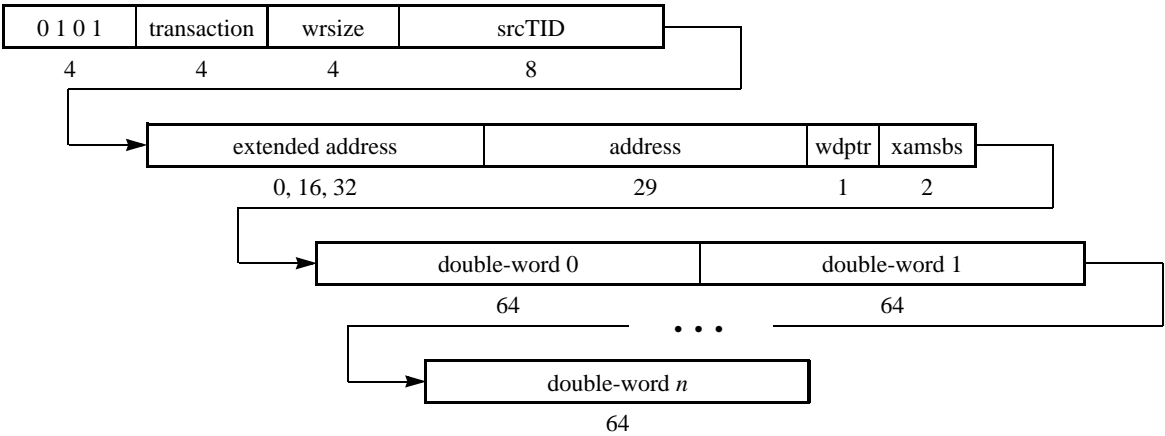 0 1 0 1 transaction wrsize srcTID
4 4 4 8
extended address address wdptr xamsbs
0, 16, 32 29 1 2
double-word 0 double-word 1
64 64
• • •
double-word n
64